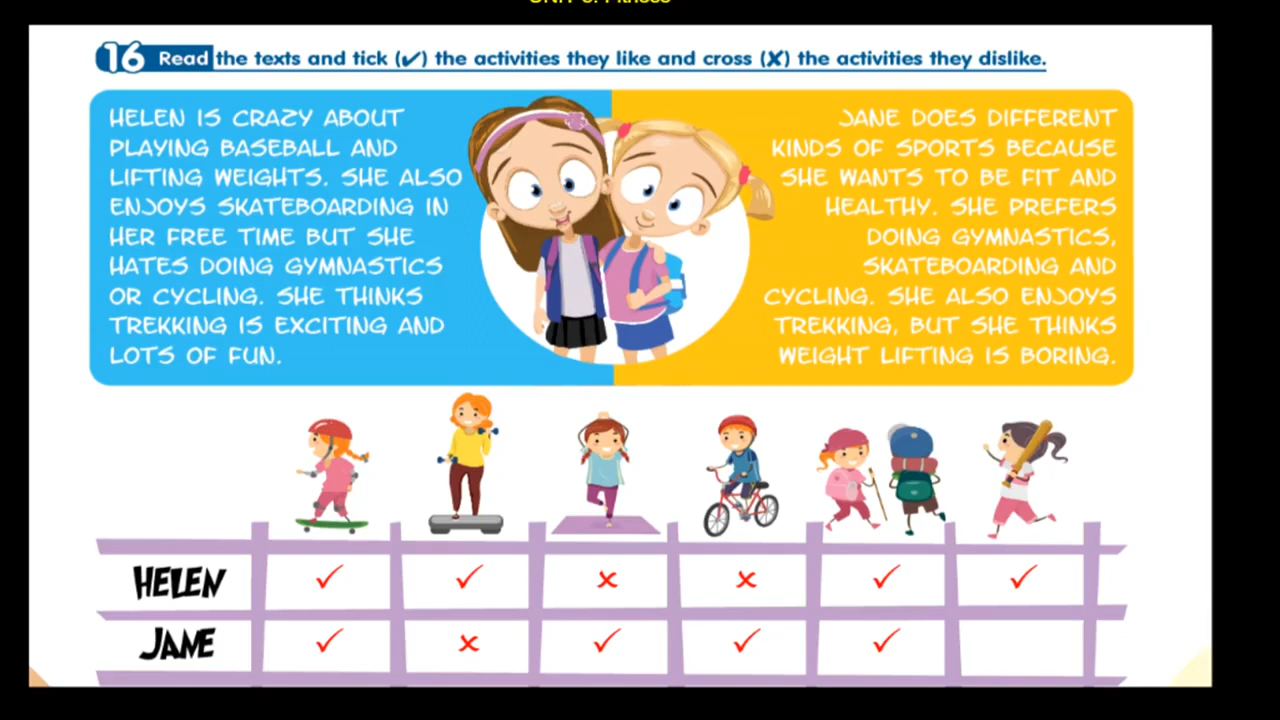 16 Read the texts and tick (✔) the activities they like and cross (✘) the activities they dislike.
HELEN IS CRAZY ABOUT
PLAYING BASEBALL AND
LIFTING WEIGHTS. SHE ALSO
ENJOYS SKATEBOARDING IN
HER FREE TIME BUT SHE
HATES DOING GYMNASTICS
OR CYCLING. SHE THINKS
TREKKING IS EXCITING AND
LOTS OF FUN.
JANE DOES DIFFERENT
KINDS OF SPORTS BECAUSE
SHE WANTS TO BE FIT AND
HEALTHY. SHE PREFERS
DOING GYMNASTICS,
SKATEBOARDING AND
CYCLING. SHE ALSO ENJOYS
TREKKING, BUT SHE THINKS
WEIGHT LIFTING IS BORING.
HELEN ✓ ✓ × × ✓ ✓
JANE ✓ × ✓ ✓ ✓